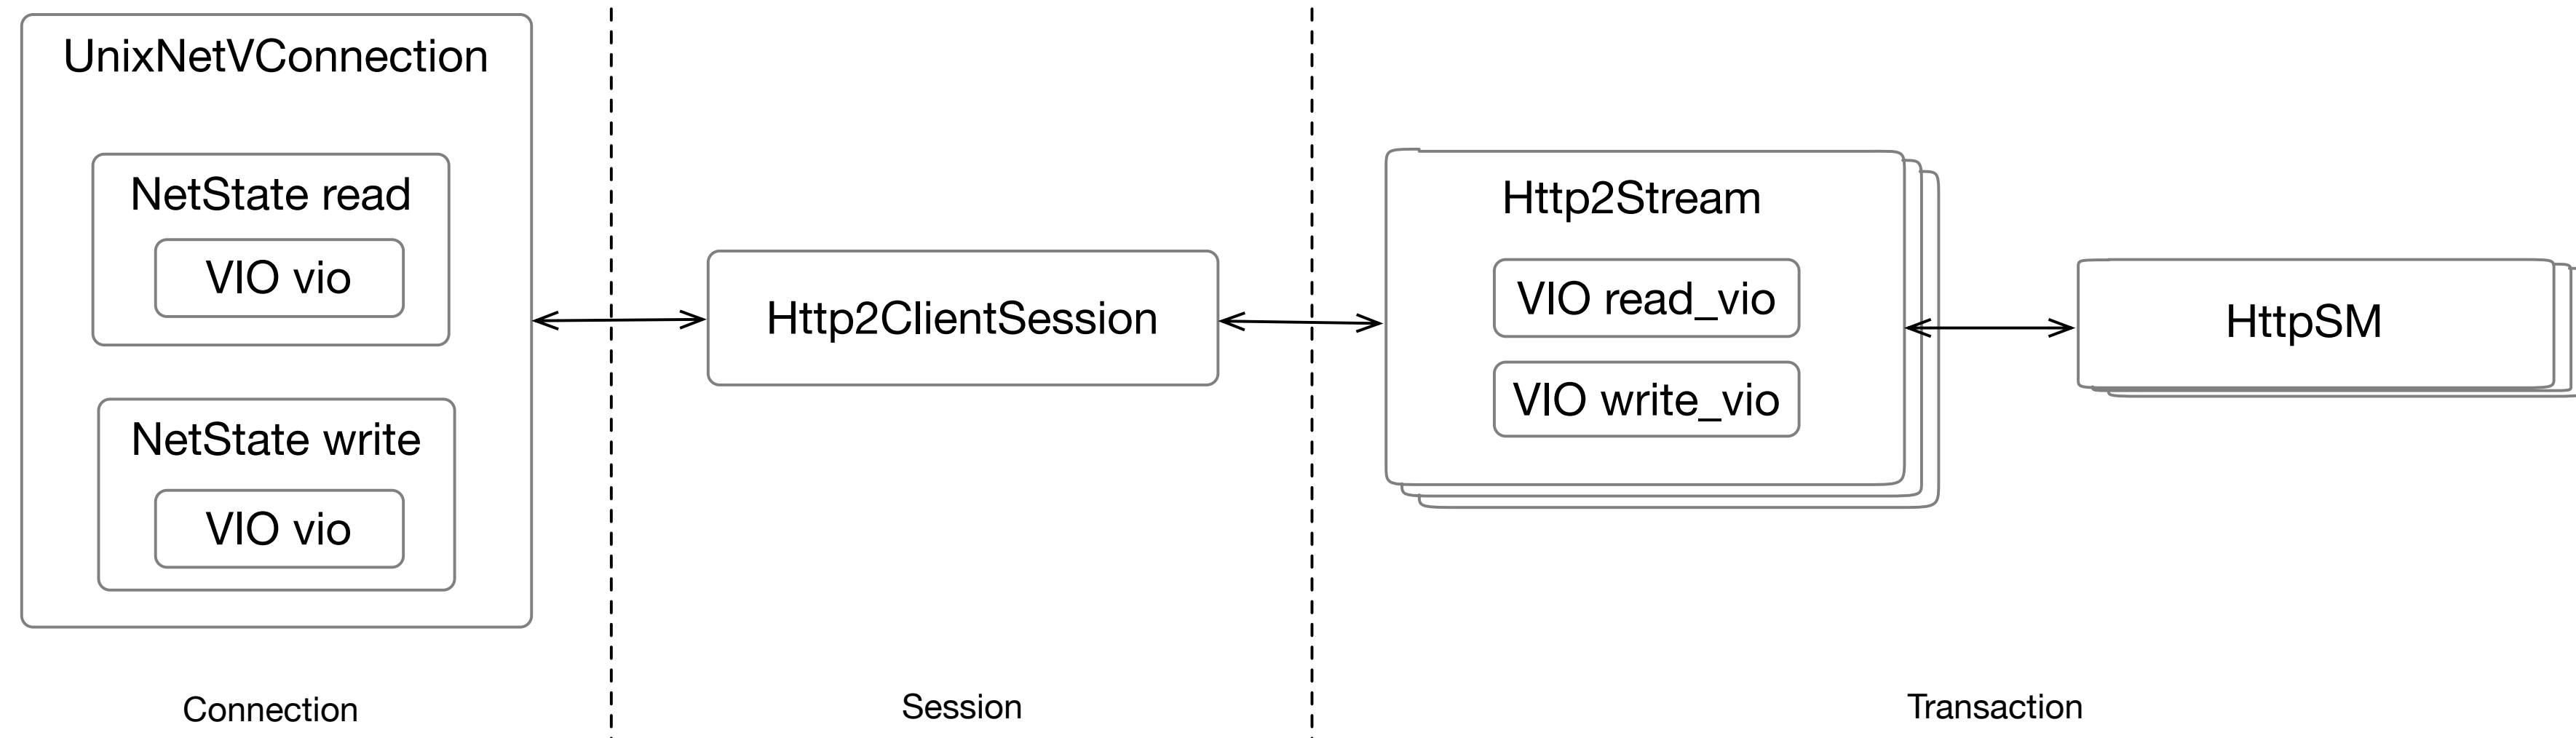 UnixNetVConnection
NetState read
VIO vio
NetState write
VIO vio
Connection
Http2ClientSession
Session
Http2Stream
VIO read_vio
VIO write_vio
HttpSM
Transaction